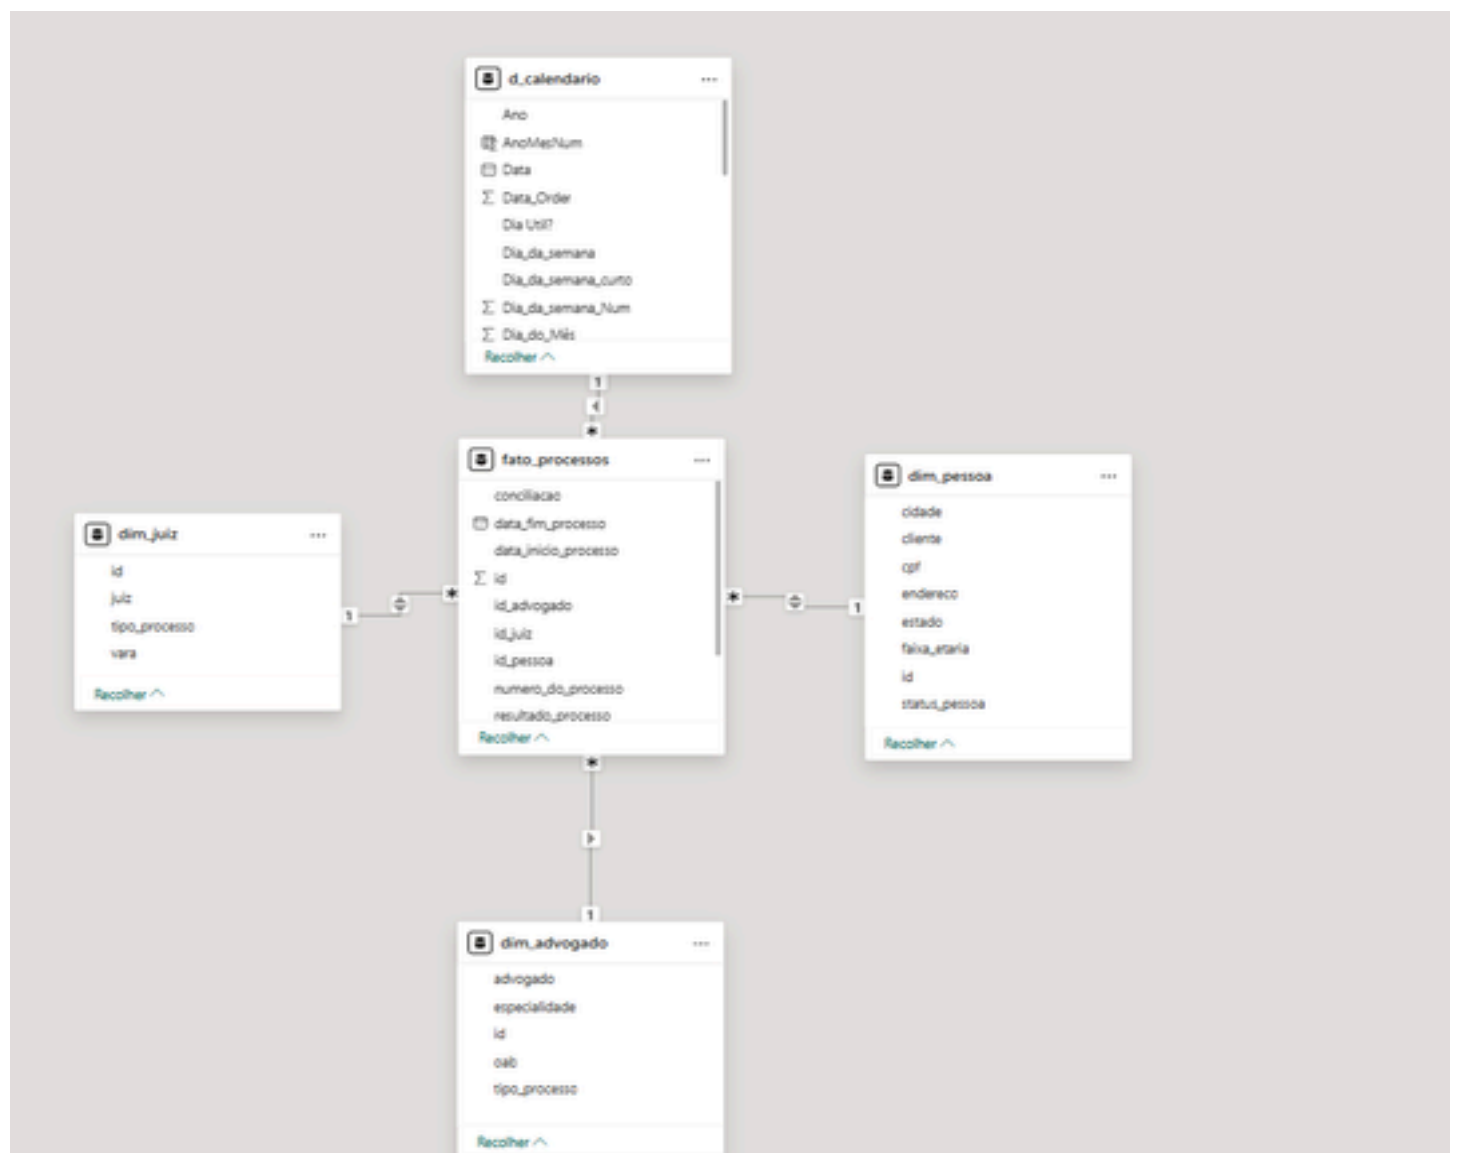 d_calendario
Ano
AnoMesNum
Data
Data_Order
Dia Util?
Dia_da_semana
Dia_da_semana_curto
Dia_da_semana_Num
Dia_do_Mês
Recolher
1
*
fato_processos
conciliacao
data_fim_processo
data_inicio_processo
id
id_advogado
id_juiz
id_pessoa
numero_do_processo
resultado_processo
Recolher
dim_juiz
id
juiz
tipo_processo
vara
Recolher
1
*
dim_pessoa
cidade
cliente
cpf
endereco
estado
faixa_etaria
id
status_pessoa
Recolher
*
1
*
1
dim_advogado
advogado
especialidade
id
oab
tipo_processo
Recolher